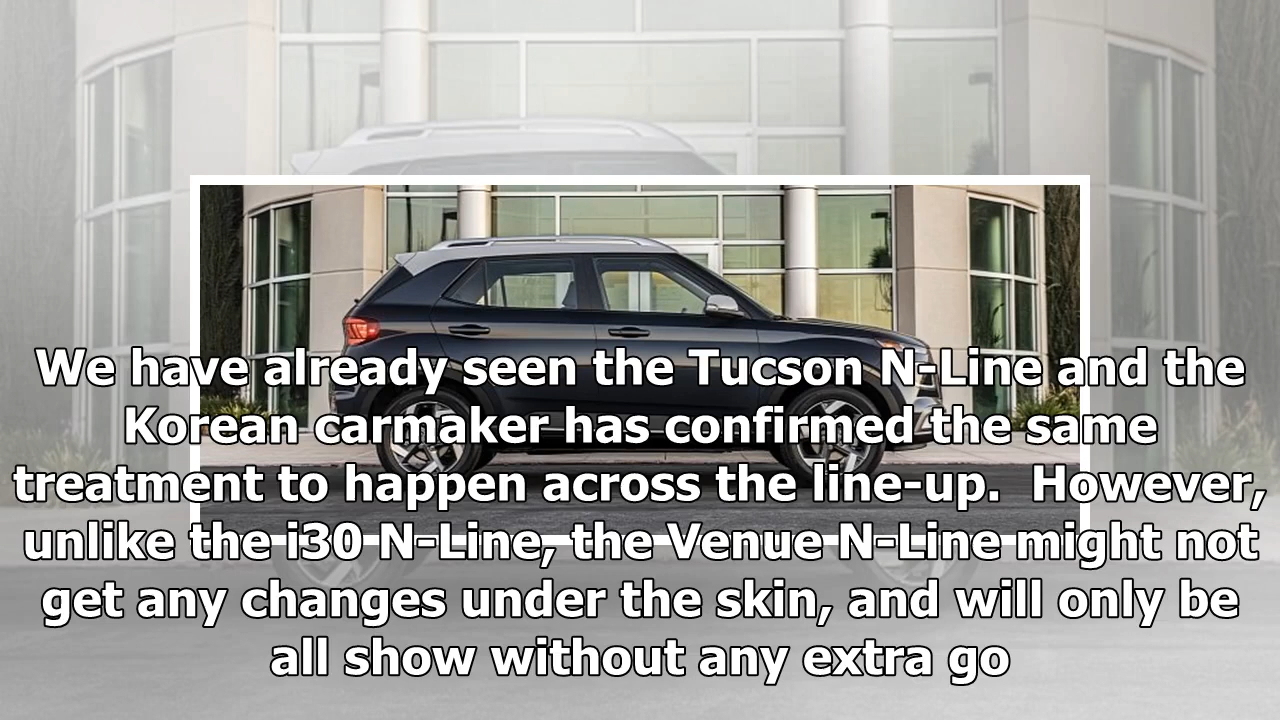 We have already seen the Tucson N-Line and the
Korean carmaker has confirmed the same
treatment to happen across the line-up.  However,
unlike the i30 N-Line, the Venue N-Line might not
get any changes under the skin, and will only be
all show without any extra go